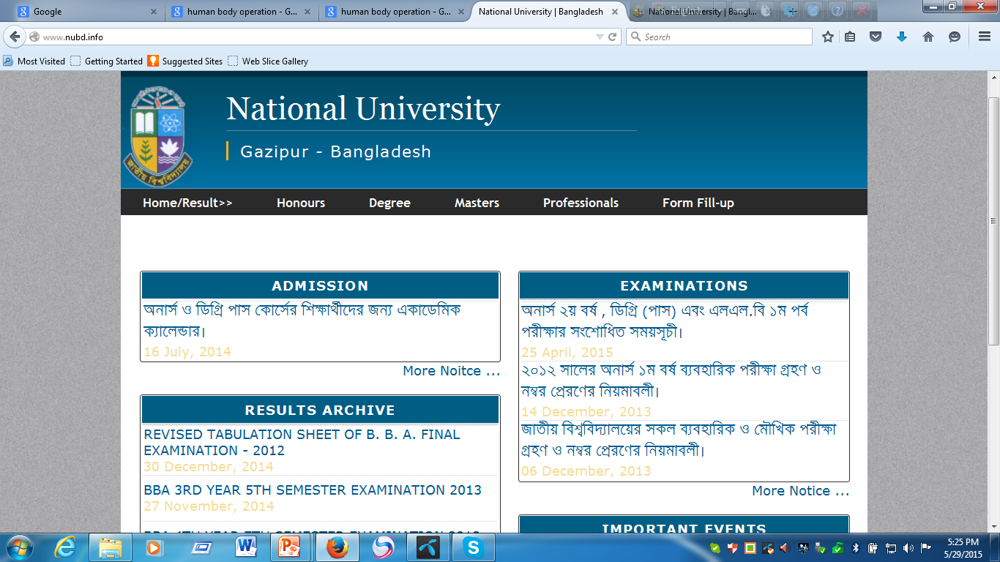 Google
human body operation - G...
human body operation - G...
National University | Bangladesh
National University | Bangl...
www.nubd.info
Search
Most Visited
Getting Started
Suggested Sites
Web Slice Gallery
National University
Gazipur - Bangladesh
জাতীয় বিশ্ববিদ্যালয়
Home/Result>> Honours Degree Masters Professionals Form Fill-up
ADMISSION
অনার্স ও ডিগ্রি পাস কোর্সের শিক্ষার্থীদের জন্য একাডেমিক
ক্যালেন্ডার।
16 July, 2014
More Noitce ...
RESULTS ARCHIVE
REVISED TABULATION SHEET OF B. B. A. FINAL
EXAMINATION - 2012
30 December, 2014
BBA 3RD YEAR 5TH SEMESTER EXAMINATION 2013
27 November, 2014
EXAMINATIONS
অনার্স ২য় বর্ষ , ডিগ্রি (পাস) এবং এলএল.বি ১ম পর্ব
পরীক্ষার সংশোধিত সময়সূচী।
25 April, 2015
২০১২ সালের অনার্স ১ম বর্ষ ব্যবহারিক পরীক্ষা গ্রহণ ও
নম্বর প্রেরণের নিয়মাবলী।
14 December, 2013
জাতীয় বিশ্ববিদ্যালয়ের সকল ব্যবহারিক ও মৌখিক পরীক্ষা
গ্রহণ ও নম্বর প্রেরণের নিয়মাবলী।
06 December, 2013
More Notice ...
IMPORTANT EVENTS
5:25 PM
5/29/2015